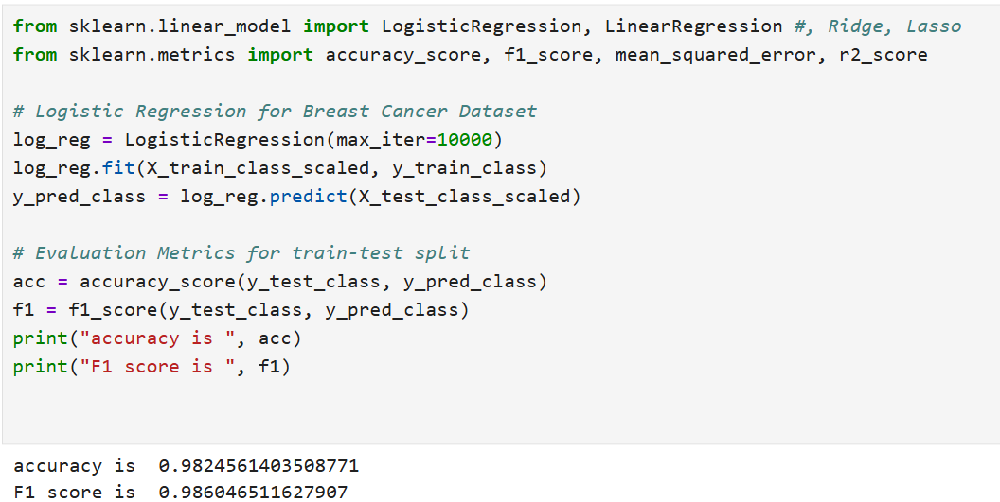 from sklearn.linear_model import LogisticRegression, LinearRegression #, Ridge, Lasso
from sklearn.metrics import accuracy_score, f1_score, mean_squared_error, r2_score
# Logistic Regression for Breast Cancer Dataset
log_reg = LogisticRegression(max_iter=10000)
log_reg.fit(X_train_class_scaled, y_train_class)
y_pred_class = log_reg.predict(X_test_class_scaled)
# Evaluation Metrics for train-test split
acc = accuracy_score(y_test_class, y_pred_class)
f1 = f1_score(y_test_class, y_pred_class)
print("accuracy is ", acc)
print("F1 score is ", f1)
accuracy is  0.9824561403508771
F1 score is  0.986046511627907